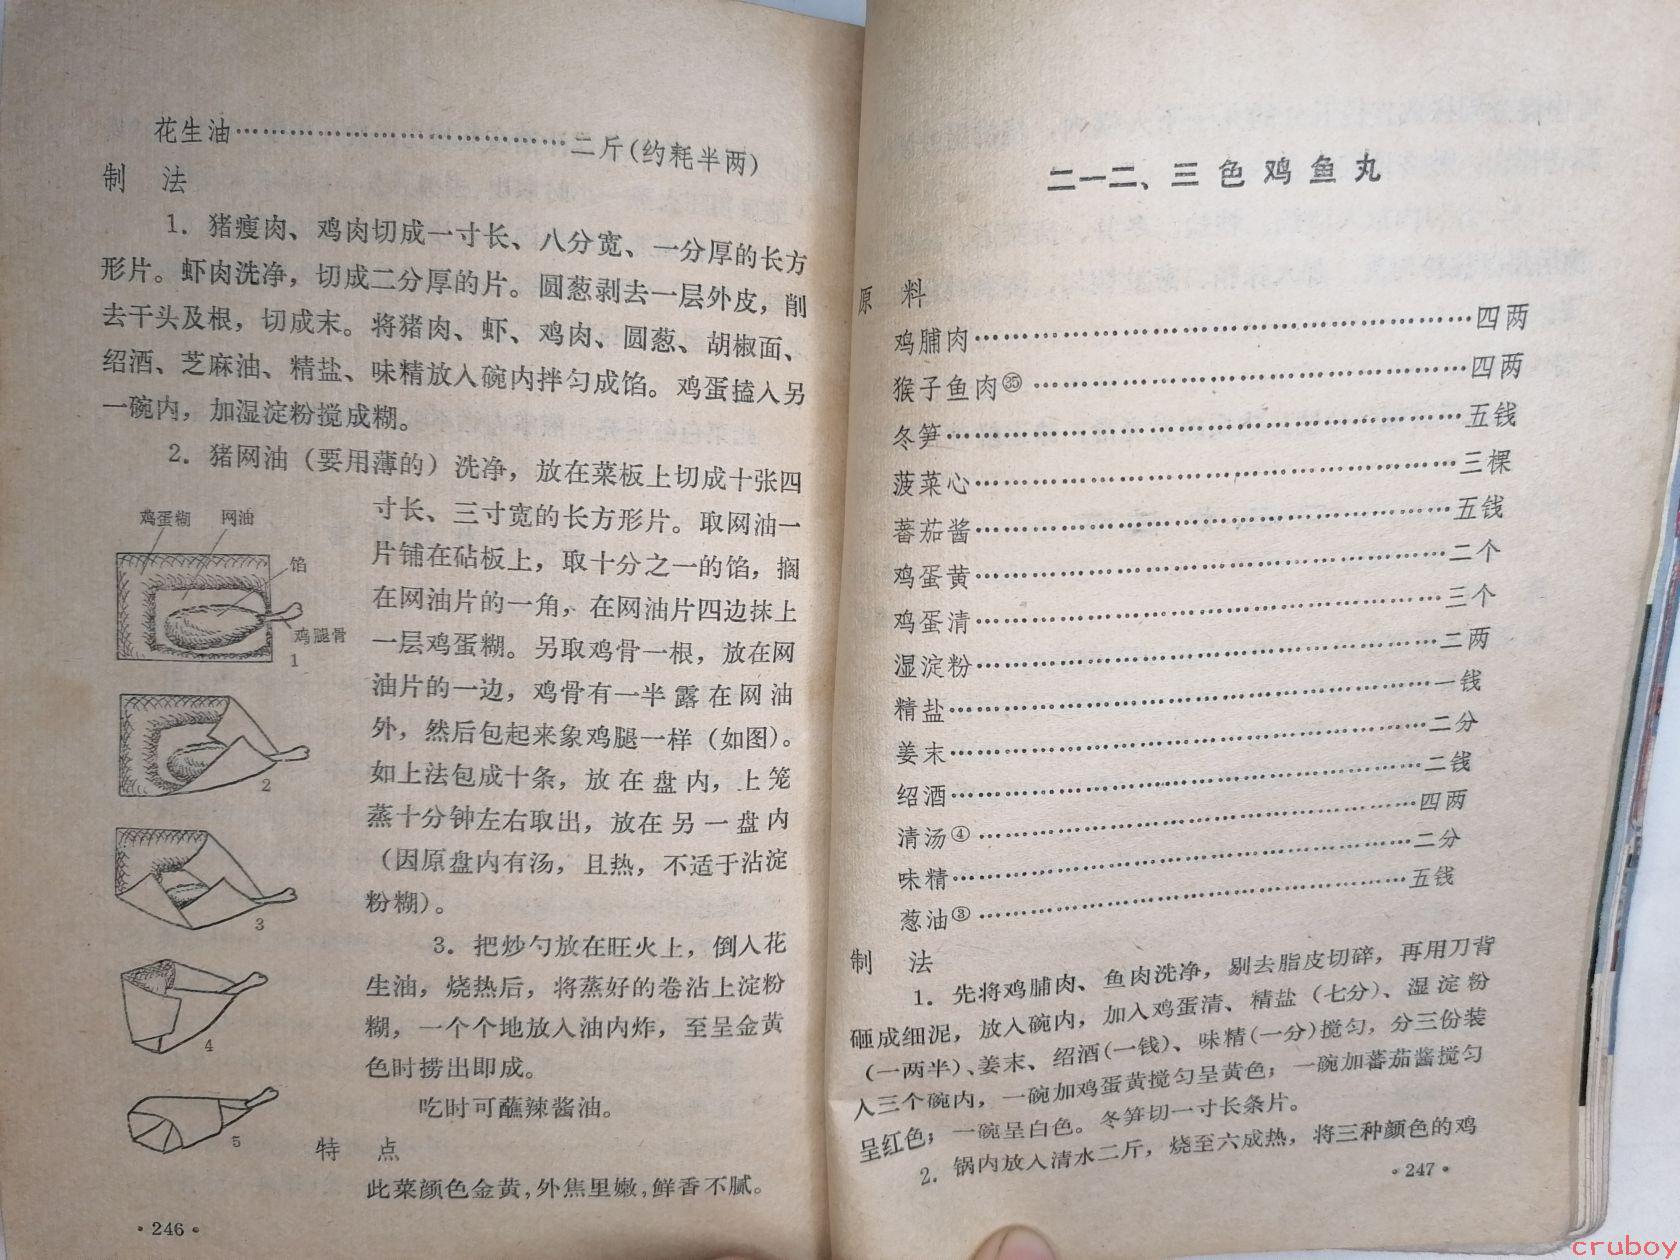 花生油……………………………………二斤(约耗半两)
制 法
1．猪瘦肉、鸡肉切成一寸长、八分宽、一分厚的长方
形片。虾肉洗净，切成二分厚的片。圆葱剥去一层外皮，削
去干头及根，切成末。将猪肉、虾、鸡肉、圆葱、胡椒面、
绍酒、芝麻油、精盐、味精放入碗内拌匀成馅。鸡蛋磕入另
一碗内，加湿淀粉搅成糊。
2．猪网油（要用薄的）洗净，放在菜板上切成十张四
寸长、三寸宽的长方形片。取网油一
片铺在砧板上，取十分之一的馅，搁
在网油片的一角，在网油片四边抹上
一层鸡蛋糊。另取鸡骨一根，放在网
油片的一边，鸡骨有一半露在网油
外，然后包起来象鸡腿一样（如图）。
如上法包成十条，放在盘内，上笼
蒸十分钟左右取出，放在另一盘内
（因原盘内有汤，且热，不适于沾淀
粉糊）。
鸡蛋糊 网油
馅
鸡腿骨
1
2
3
4
5
3．把炒勺放在旺火上，倒入花
生油，烧热后，将蒸好的卷沾上淀粉
糊，一个个地放入油内炸，至呈金黄
色时捞出即成。
吃时可蘸辣酱油。
特 点
此菜颜色金黄,外焦里嫩,鲜香不腻。
·246·
二一二、三色鸡鱼丸
原 料
鸡脯肉……………………………………四两
猴子鱼肉㉟……………………………………四两
冬笋……………………………………五钱
菠菜心……………………………………三棵
蕃茄酱……………………………………五钱
鸡蛋黄……………………………………二个
鸡蛋清……………………………………三个
湿淀粉……………………………………二两
精盐……………………………………一钱
姜末……………………………………二分
绍酒……………………………………二钱
清汤④……………………………………四两
味精……………………………………二分
葱油③……………………………………五钱
制 法
1．先将鸡脯肉、鱼肉洗净，剔去脂皮切碎，再用刀背
砸成细泥，放入碗内，加入鸡蛋清、精盐（七分）、湿淀粉
（一两半）、姜末、绍酒(一钱)、味精(一分)搅匀，分三份装
入三个碗内，一碗加鸡蛋黄搅匀呈黄色；一碗加蕃茄酱搅匀
呈红色；一碗呈白色。冬笋切一寸长条片。
2．锅内放入清水二斤，烧至六成热，将三种颜色的鸡
·247·
cruboy